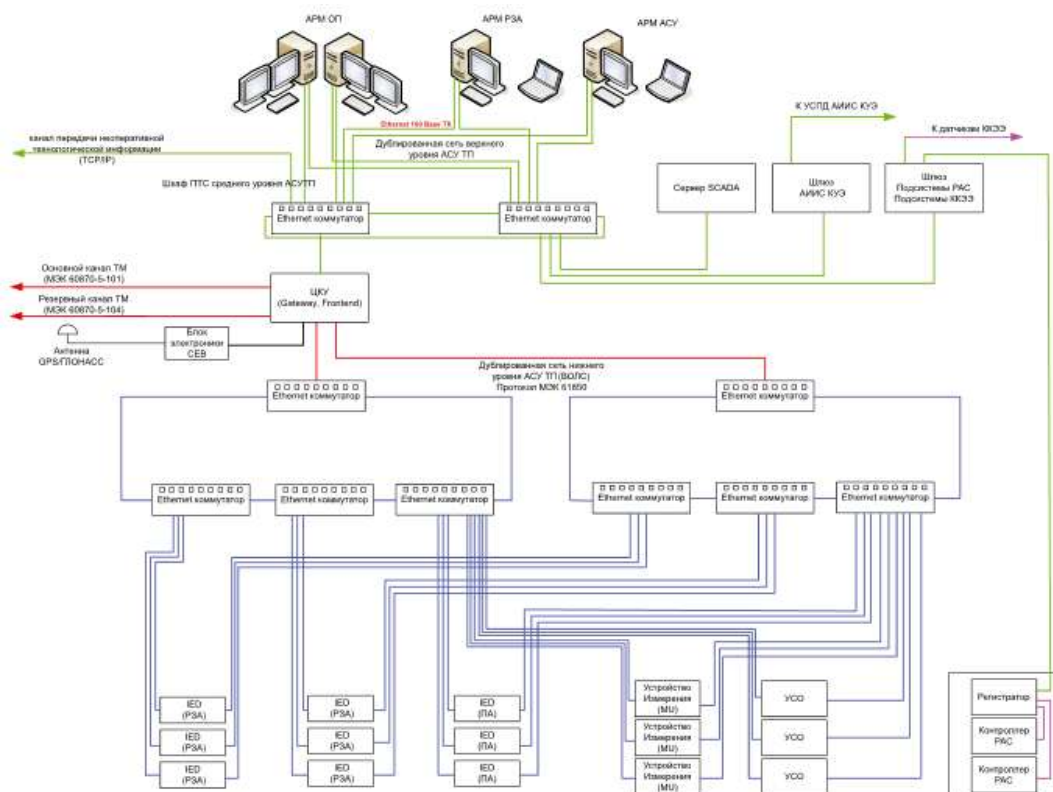 АРМ ОП
АРМ РЗА
АРМ АСУ
К УСПД АИИС КУЭ
К датчикам ККЭЭ
канал передачи неоперативной
технологической информации
(TCP/IP)
Ethernet 100 Base TX
Дублированная сеть верхнего
уровня АСУ ТП
Шкаф ПТС среднего уровня АСУТП
Сервер SCADA
Шлюз
АИИС КУЭ
Шлюз
Подсистемы РАС
Подсистемы ККЭЭ
Ethernet коммутатор
Ethernet коммутатор
Основной канал ТМ
(МЭК 60870-5-101)
Резервный канал ТМ
(МЭК 60870-5-104)
ЦКУ
(Gateway, Frontend)
Блок
электроники
СЕВ
Антенна
GPS/ГЛОНАСС
Дублированная сеть нижнего
уровня АСУ ТП(ВОЛС)
Протокол МЭК 61850
Ethernet коммутатор
Ethernet коммутатор
Ethernet коммутатор
Ethernet коммутатор
Ethernet коммутатор
Ethernet коммутатор
Ethernet коммутатор
Ethernet коммутатор
IED
(РЗА)
IED
(РЗА)
IED
(ПА)
Устройство
Измерения
(MU)
УСО
Регистратор
IED
(РЗА)
IED
(РЗА)
IED
(ПА)
Устройство
Измерения
(MU)
УСО
Контроллер
РАС
IED
(РЗА)
IED
(РЗА)
IED
(ПА)
Устройство
Измерения
(MU)
УСО
Контроллер
РАС